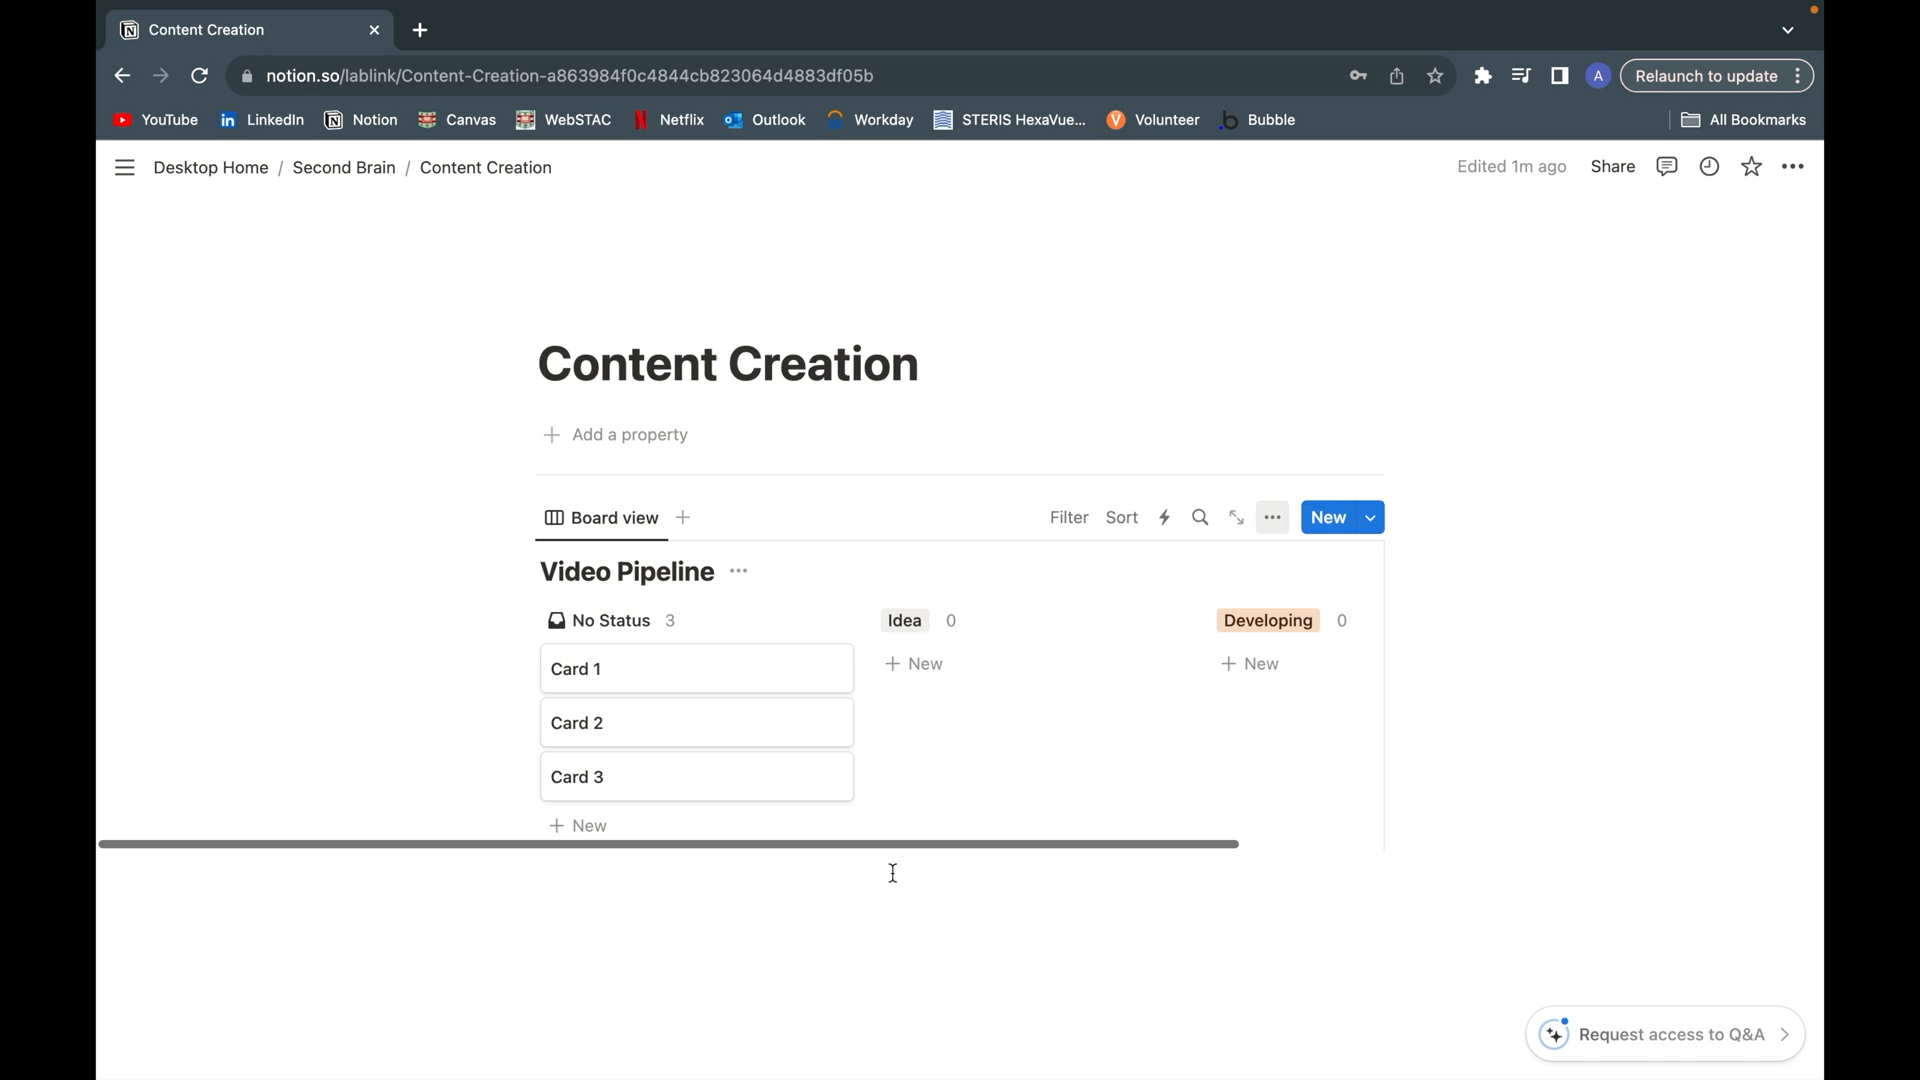 Content Creation
notion.so/lablink/Content-Creation-a863984f0c4844cb823064d4883df05b
A
Relaunch to update
YouTube
LinkedIn
Notion
Canvas
WebSTAC
Netflix
Outlook
Workday
STERIS HexaVue...
Volunteer
Bubble
All Bookmarks
Desktop Home / Second Brain / Content Creation
Edited 1m ago
Share
Content Creation
Add a property
Board view
Filter
Sort
New
Video Pipeline
No Status 3
Idea 0
Developing 0
Card 1
+ New
+ New
Card 2
Card 3
+ New
Request access to Q&A